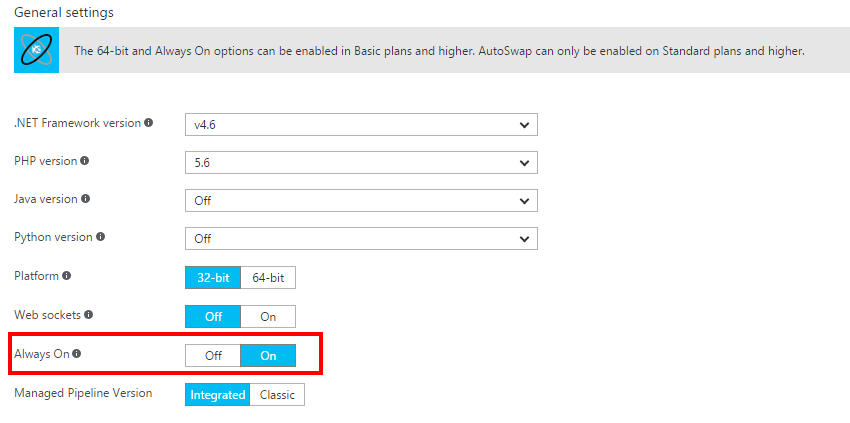 General settings
The 64-bit and Always On options can be enabled in Basic plans and higher. AutoSwap can only be enabled on Standard plans and higher.
.NET Framework version v4.6
PHP version 5.6
Java version Off
Python version Off
Platform 32-bit 64-bit
Web sockets Off On
Always On Off On
Managed Pipeline Version Integrated Classic